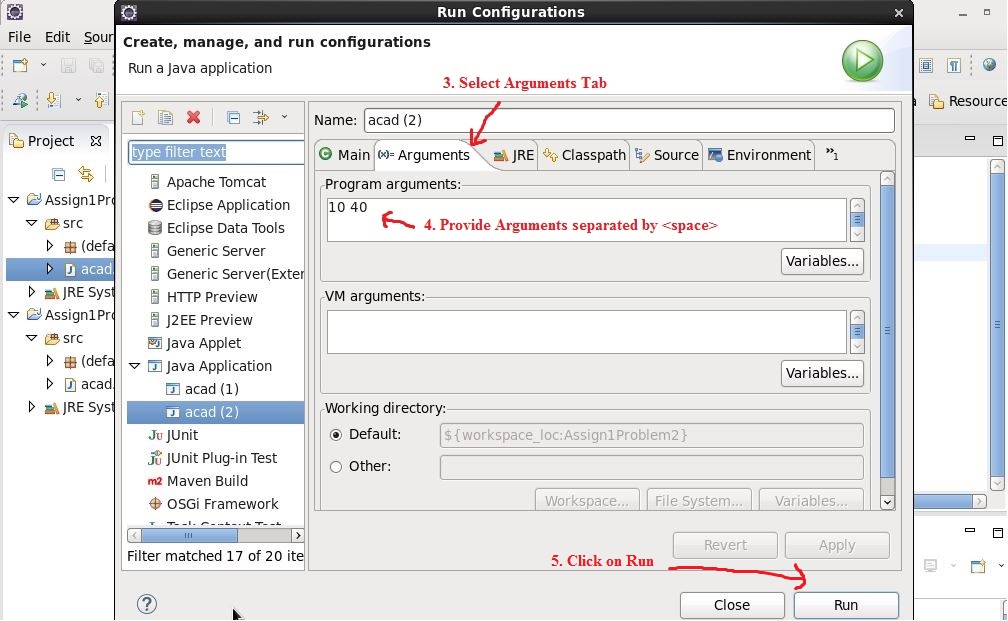 Run Configurations
File Edit Sour
Create, manage, and run configurations
Run a Java application
3. Select Arguments Tab
Resource
Project
type filter text
Name: acad (2)
Main (x)= Arguments JRE Classpath Source Environment »1
Assign1Pro
src
(defa
acad.
JRE Syst
Assign1Pro
src
(defa
acad.
JRE Syst
Apache Tomcat
Eclipse Application
Eclipse Data Tools
Generic Server
Generic Server(Exter
HTTP Preview
J2EE Preview
Java Applet
Java Application
acad (1)
acad (2)
Ju JUnit
JUnit Plug-in Test
m2 Maven Build
OSGi Framework
Task Context Test
Filter matched 17 of 20 ite
Program arguments:
10 40
4. Provide Arguments separated by <space>
Variables...
VM arguments:
Variables...
Working directory:
Default: ${workspace_loc:Assign1Problem2}
Other:
Workspace... File System... Variables...
Revert Apply
5. Click on Run
? Close Run